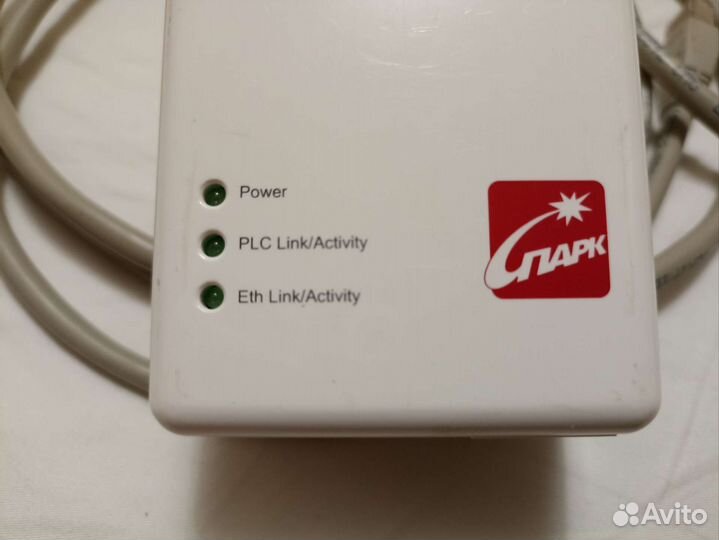 Power
PLC Link/Activity
СПАРК
Eth Link/Activity
Avito